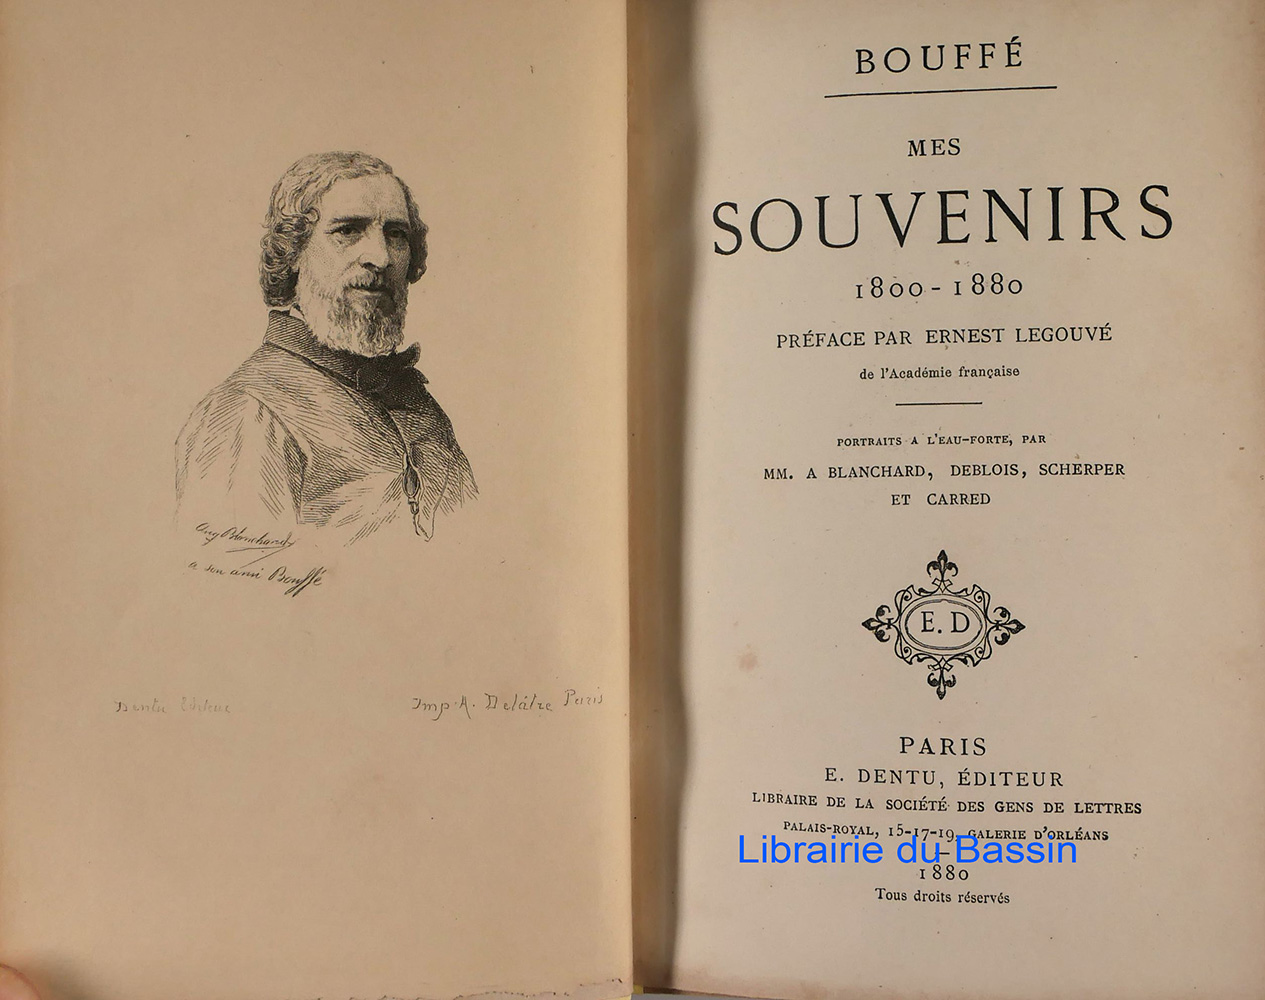 Aug Blanchard
a son ami Bouffé
Dentu Editeur
Imp. A. Delâtre Paris
BOUFFÉ
MES
SOUVENIRS
1800-1880
PRÉFACE PAR ERNEST LEGOUVÉ
de l'Académie française
PORTRAITS A L'EAU-FORTE, PAR
MM. A BLANCHARD, DEBLOIS, SCHERPER
ET CARRED
E. D
PARIS
E. DENTU, ÉDITEUR
LIBRAIRE DE LA SOCIÉTÉ DES GENS DE LETTRES
PALAIS-ROYAL, 15-17-19, GALERIE D'ORLÉANS
Librairie du Bassin
1880
Tous droits réservés